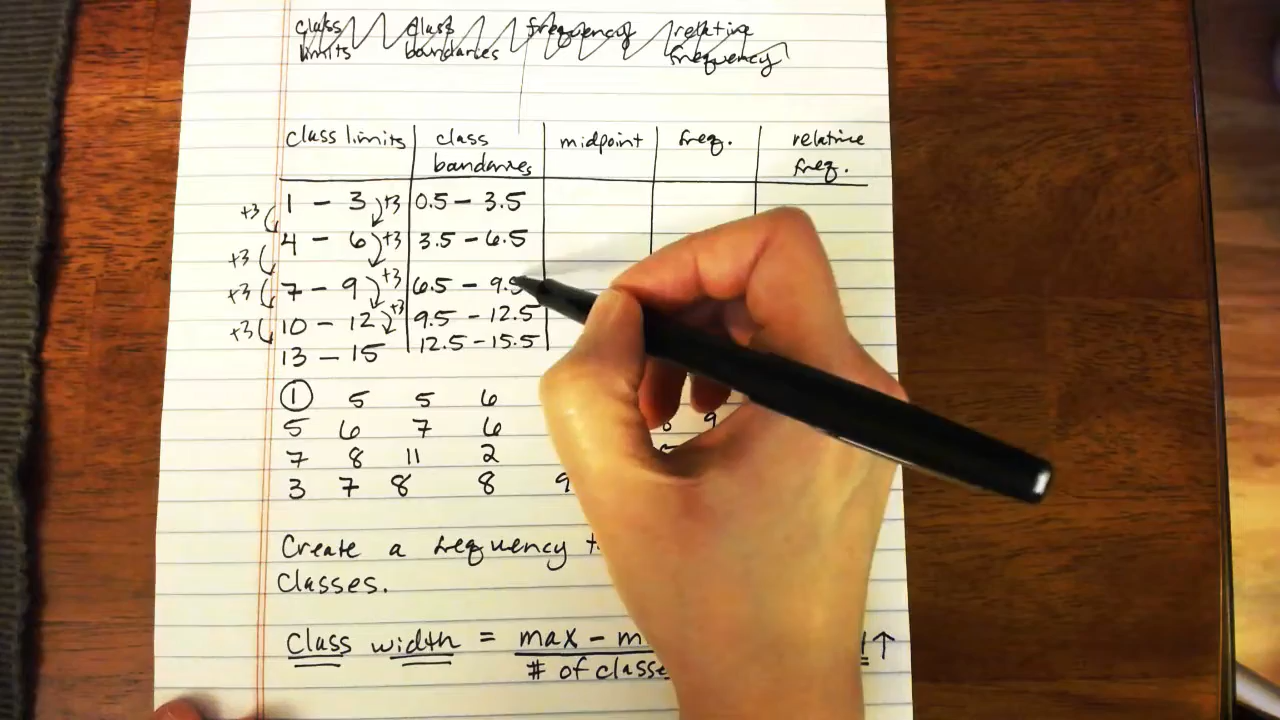 class class frequency relative
limits boundaries frequency
class limits class midpoint freq. relative
boundaries freq.
+3 1 - 3 +3 0.5 - 3.5
+3 4 - 6 +3 3.5 - 6.5
+3 7 - 9 +3 6.5 - 9.5
+3 10 - 12 +3 9.5 - 12.5
13 - 15 12.5 - 15.5
1 5 5 6
5 6 7 6 9
7 8 11 2
3 7 8 8 9
Create a frequency
classes.
Class width = max -
# of classe ↑